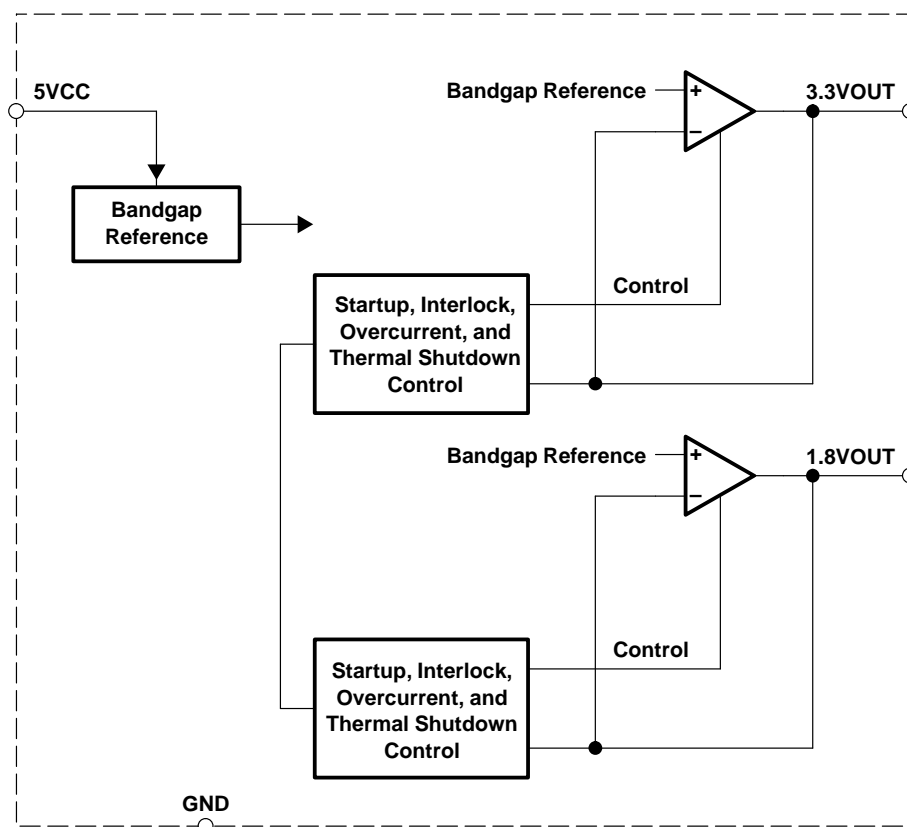 5VCC
Bandgap
Reference
Bandgap Reference
+
−
3.3VOUT
Startup, Interlock,
Overcurrent, and
Thermal Shutdown
Control
Control
Bandgap Reference
+
−
1.8VOUT
Startup, Interlock,
Overcurrent, and
Thermal Shutdown
Control
Control
GND